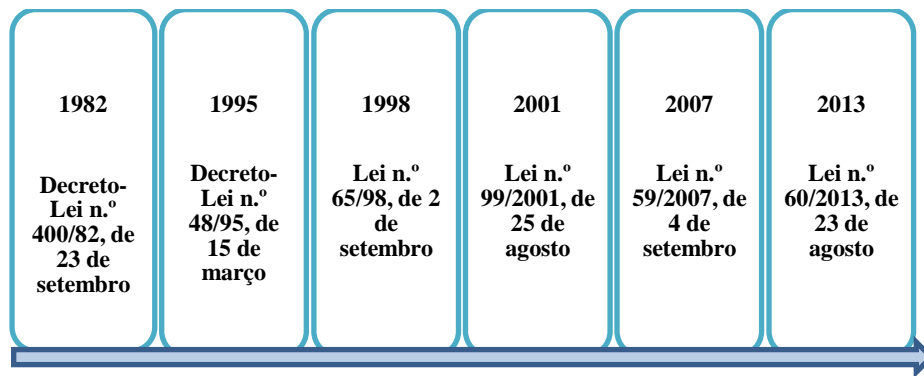 1982
Decreto-
Lei n.º
400/82, de
23 de
setembro
1995
Decreto-
Lei n.º
48/95, de
15 de
março
1998
Lei n.º
65/98, de 2
de
setembro
2001
Lei n.º
99/2001, de
25 de
agosto
2007
Lei n.º
59/2007, de
4 de
setembro
2013
Lei n.º
60/2013, de
23 de
agosto